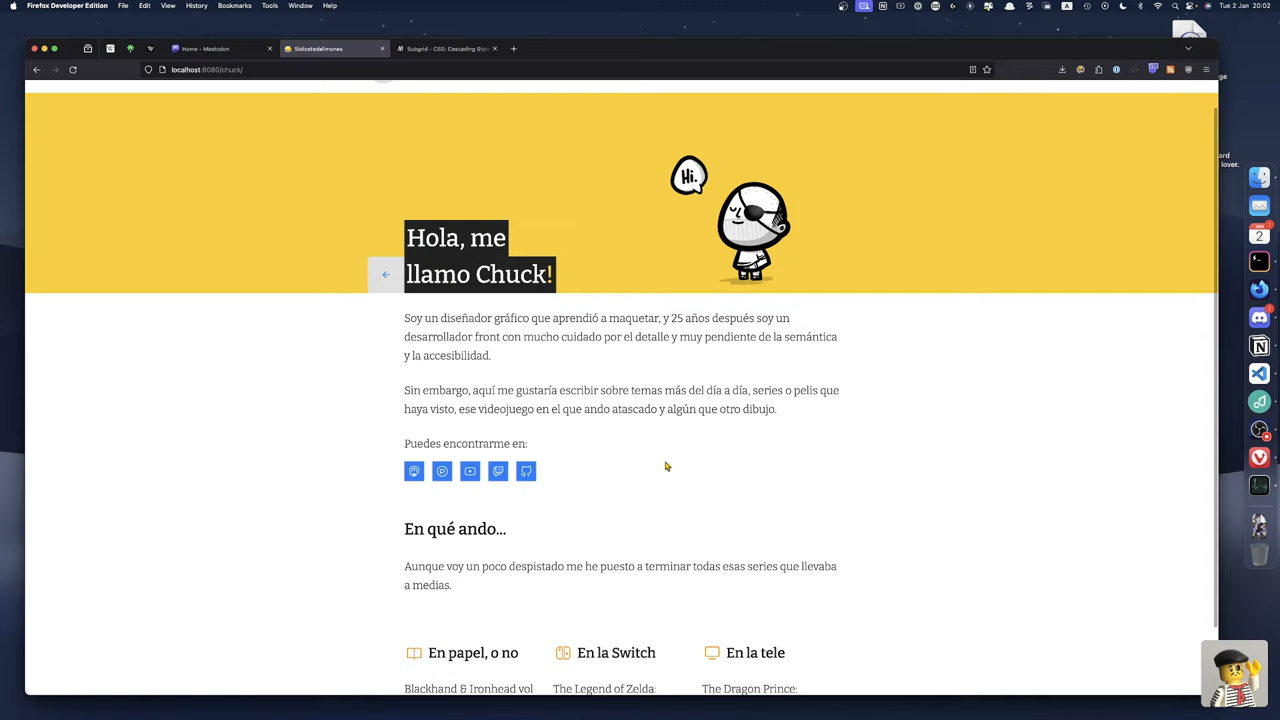 Firefox Developer Edition File Edit View History Bookmarks Tools Window Help
Tue 2 Jan 20:02
Home - Mastodon
Sidiostedalimones
Subgrid - CSS: Cascading Style
localhost:8080/chuck/
Hi.
Hola, me
llamo Chuck!
Soy un diseñador gráfico que aprendió a maquetar, y 25 años después soy un
desarrollador front con mucho cuidado por el detalle y muy pendiente de la semántica
y la accesibilidad.
Sin embargo, aquí me gustaría escribir sobre temas más del día a día, series o pelis que
haya visto, ese videojuego en el que ando atascado y algún que otro dibujo.
Puedes encontrarme en:
En qué ando...
Aunque voy un poco despistado me he puesto a terminar todas esas series que llevaba
a medias.
En papel, o no
En la Switch
En la tele
Blackhand & Ironhead vol
The Legend of Zelda:
The Dragon Prince:
lover.
JAN
2